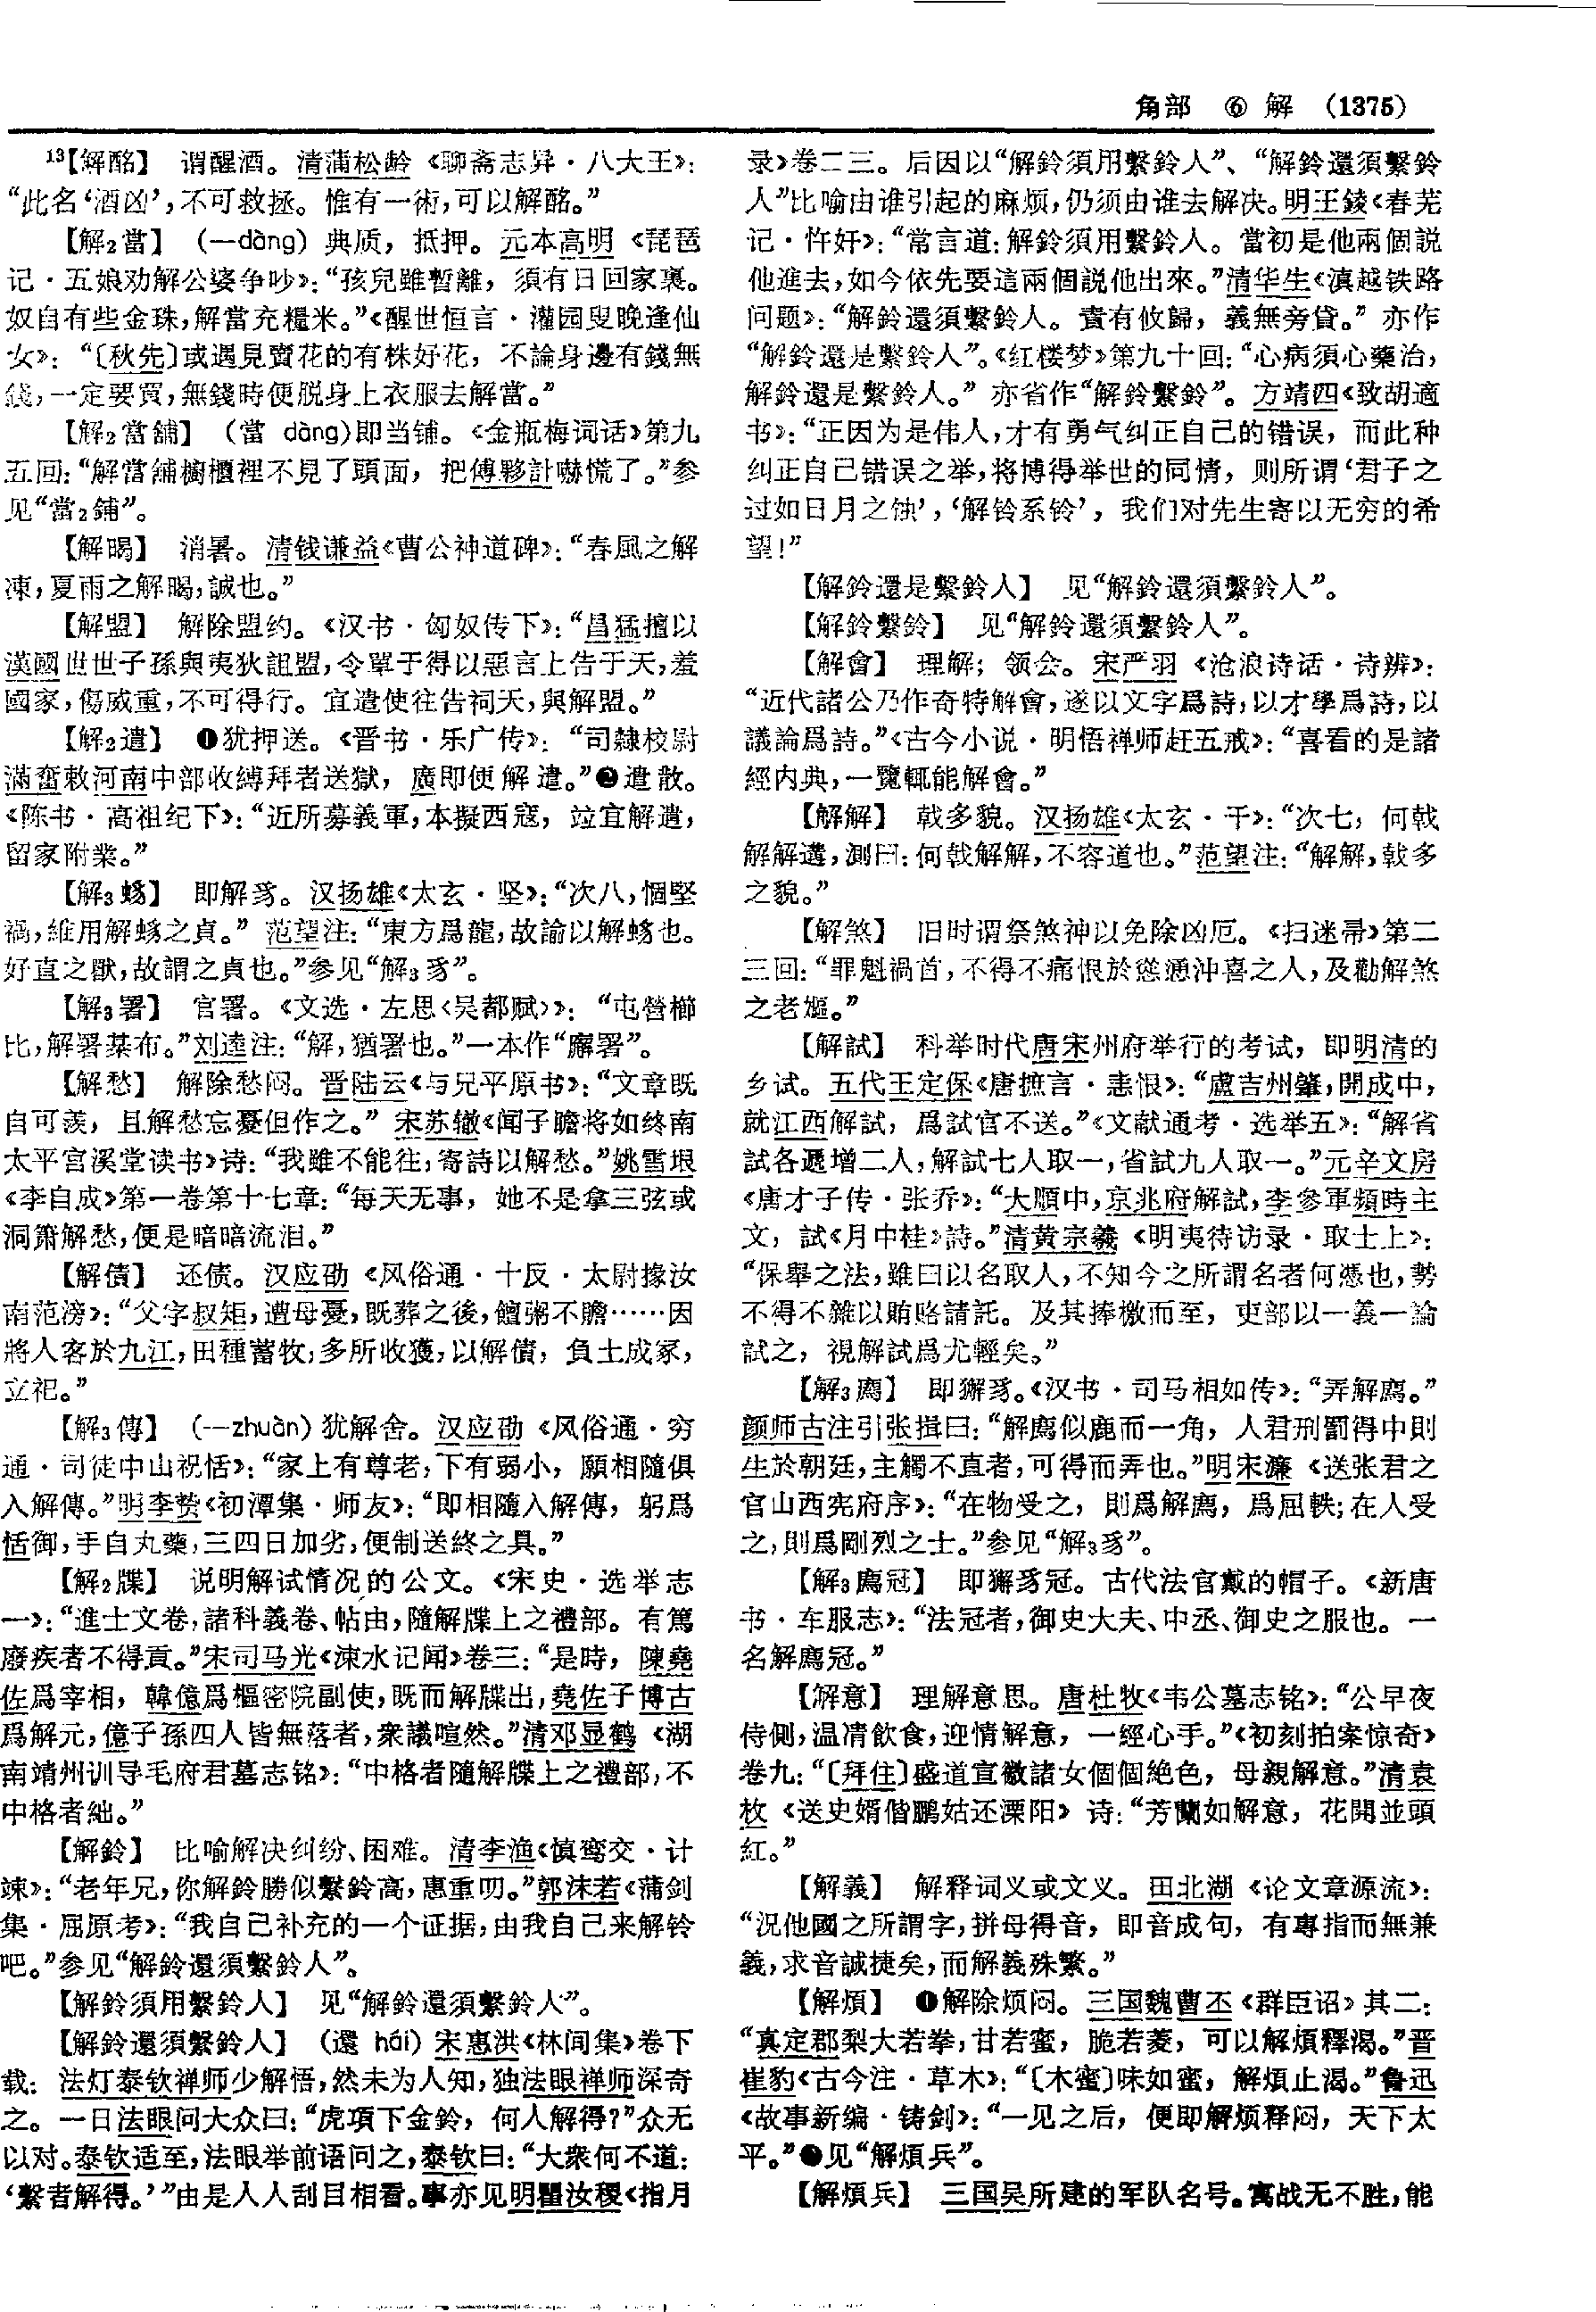 角部 ⑥ 解 (1375)
¹³【解酩】 谓醒酒。清蒲松龄《聊斋志异·八大王》：
“此名‘酒凶’，不可救拯。惟有一術，可以解酩。”
【解₂當】 (—dàng) 典质，抵押。元本高明《琵琶
记·五娘劝解公婆争吵》：“孩兒雖暫離，須有日回家裏。
奴自有些金珠，解當充糧米。”《醒世恒言·灌园叟晚逢仙
女》：“〔秋先〕或遇見賣花的有株好花，不論身邊有錢無
錢，一定要買，無錢時便脱身上衣服去解當。”
【解₂當舖】 (當 dàng)即当铺。《金瓶梅词话》第九
五回：“解當舖櫥櫃裡不見了頭面，把傅夥計嚇慌了。”参
见“當₂鋪”。
【解暍】 消暑。清钱谦益《曹公神道碑》：“春風之解
凍，夏雨之解暍，誠也。”
【解盟】 解除盟约。《汉书·匈奴传下》：“昌猛擅以
漢國世世子孫與夷狄詛盟，令單于得以惡言上告于天，羞
國家，傷威重，不可得行。宜遣使往告祠天，與解盟。”
【解₂遣】 ❶犹押送。《晋书·乐广传》：“司隸校尉
滿奮敕河南中部收縛拜者送獄，廣即便解遣。”❷遣散。
《陈书·高祖纪下》：“近所募義軍，本擬西寇，竝宜解遣，
留家附業。”
【解₃䖹】 即解豸。汉扬雄《太玄·坚》：“次八，㥾堅
禍，維用解䖹之貞。”范望注：“東方爲龍，故諭以解䖹也。
好直之獸，故謂之貞也。”参见“解₃豸”。
【解₃署】 官署。《文选·左思〈吴都赋〉》：“屯營櫛
比，解署棊布。”刘逵注：“解，猶署也。”一本作“廨署”。
【解愁】 解除愁闷。晋陆云《与兄平原书》：“文章既
自可羨，且解愁忘憂但作之。”宋苏辙《闻子瞻将如终南
太平宫溪堂读书》诗：“我雖不能往，寄詩以解愁。”姚雪垠
《李自成》第一卷第十七章：“每天无事，她不是拿三弦或
洞箫解愁，便是暗暗流泪。”
【解債】 还债。汉应劭《风俗通·十反·太尉掾汝
南范滂》：“父字叔矩，遭母憂，既葬之後，饘粥不贍……因
將人客於九江，田種蓄牧，多所收獲，以解債，負土成冢，
立祀。”
【解₃傳】 (—zhuàn) 犹解舍。汉应劭《风俗通·穷
通·司徒中山祝恬》：“家上有尊老，下有弱小，願相隨俱
入解傳。”明李贽《初潭集·师友》：“即相隨入解傳，躬爲
恬御，手自丸藥，三四日加劣，便制送終之具。”
【解₂牒】 说明解试情况的公文。《宋史·选举志
一》：“進士文卷，諸科義卷、帖由，隨解牒上之禮部。有篤
廢疾者不得貢。”宋司马光《涑水记闻》卷三：“是時，陳堯
佐爲宰相，韓億爲樞密院副使，既而解牒出，堯佐子博古
爲解元，億子孫四人皆無落者，衆議喧然。”清邓显鹤《湖
南靖州训导毛府君墓志铭》：“中格者隨解牒上之禮部，不
中格者絀。”
【解鈴】 比喻解决纠纷、困难。清李渔《慎鸾交·计
竦》：“老年兄，你解鈴勝似繫鈴高，惠重叨。”郭沫若《蒲剑
集·屈原考》：“我自己补充的一个证据，由我自己来解铃
吧。”参见“解鈴還須繫鈴人”。
【解鈴須用繫鈴人】 见“解鈴還須繫鈴人”。
【解鈴還須繫鈴人】 (還 hái) 宋惠洪《林间集》卷下
载：法灯泰钦禅师少解悟，然未为人知，独法眼禅师深奇
之。一日法眼问大众曰：“虎項下金鈴，何人解得？”众无
以对。泰钦适至，法眼举前语问之，泰钦曰：“大衆何不道：
‘繫者解得。’”由是人人刮目相看。事亦见明瞿汝稷《指月
录》卷二三。后因以“解鈴須用繫鈴人”、“解鈴還須繫鈴
人”比喻由谁引起的麻烦，仍须由谁去解决。明王錂《春芜
记·忤奸》：“常言道：解鈴須用繫鈴人。當初是他兩個説
他進去，如今依先要這兩個説他出來。”清华生《滇越铁路
问题》：“解鈴還須繫鈴人。責有攸歸，義無旁貸。”亦作
“解鈴還是繫鈴人”。《红楼梦》第九十回：“心病須心藥治，
解鈴還是繫鈴人。”亦省作“解鈴繫鈴”。方靖四《致胡適
书》：“正因为是伟人，才有勇气纠正自己的错误，而此种
纠正自己错误之举，将博得举世的同情，则所谓‘君子之
过如日月之蚀’，‘解铃系铃’，我们对先生寄以无穷的希
望！”
【解鈴還是繫鈴人】 见“解鈴還須繫鈴人”。
【解鈴繫鈴】 见“解鈴還須繫鈴人”。
【解會】 理解；领会。宋严羽《沧浪诗话·诗辨》：
“近代諸公乃作奇特解會，遂以文字爲詩，以才學爲詩，以
議論爲詩。”《古今小说·明悟禅师赶五戒》：“喜看的是諸
經内典，一覽輒能解會。”
【解解】 戟多貌。汉扬雄《太玄·干》：“次七，何戟
解解遘，測曰：何戟解解，不容道也。”范望注：“解解，戟多
之貌。”
【解煞】 旧时谓祭煞神以免除凶厄。《扫迷帚》第二
三回：“罪魁禍首，不得不痛恨於慫慂沖喜之人，及勸解煞
之老嫗。”
【解試】 科举时代唐宋州府举行的考试，即明清的
乡试。五代王定保《唐摭言·恚恨》：“盧吉州肇，開成中，
就江西解試，爲試官不送。”《文献通考·选举五》：“解省
試各遞增二人，解試七人取一，省試九人取一。”元辛文房
《唐才子传·张乔》：“大順中，京兆府解試，李參軍頻時主
文，試《月中桂》詩。”清黄宗羲《明夷待访录·取士上》：
“保舉之法，雖曰以名取人，不知今之所謂名者何憑也，勢
不得不雜以賄賂請託。及其捧檄而至，吏部以一義一論
試之，視解試爲尤輕矣。”
【解₃廌】 即獬豸。《汉书·司马相如传》：“弄解廌。”
颜师古注引张揖曰：“解廌似鹿而一角，人君刑罰得中則
生於朝廷，主觸不直者，可得而弄也。”明宋濂《送张君之
官山西宪府序》：“在物受之，則爲解廌，爲屈軼；在人受
之，則爲剛烈之士。”参见“解₃豸”。
【解₃廌冠】 即獬豸冠。古代法官戴的帽子。《新唐
书·车服志》：“法冠者，御史大夫、中丞、御史之服也。一
名解廌冠。”
【解意】 理解意思。唐杜牧《韦公墓志铭》：“公早夜
侍側，温凊飲食，迎情解意，一經心手。”《初刻拍案惊奇》
卷九：“〔拜住〕盛道宣徽諸女個個絶色，母親解意。”清袁
枚《送史婿偕鹏姑还溧阳》诗：“芳蘭如解意，花開並頭
紅。”
【解義】 解释词义或文义。田北湖《论文章源流》：
“況他國之所謂字，拼母得音，即音成句，有專指而無兼
義，求音誠捷矣，而解義殊繁。”
【解煩】 ❶解除烦闷。三国魏曹丕《群臣诏》其二：
“真定郡梨大若拳，甘若蜜，脆若菱，可以解煩釋渴。”晋
崔豹《古今注·草木》：“〔木蜜〕味如蜜，解煩止渴。”鲁迅
《故事新编·铸剑》：“一见之后，便即解烦释闷，天下太
平。”❷见“解煩兵”。
【解煩兵】 三国吴所建的军队名号。寓战无不胜，能